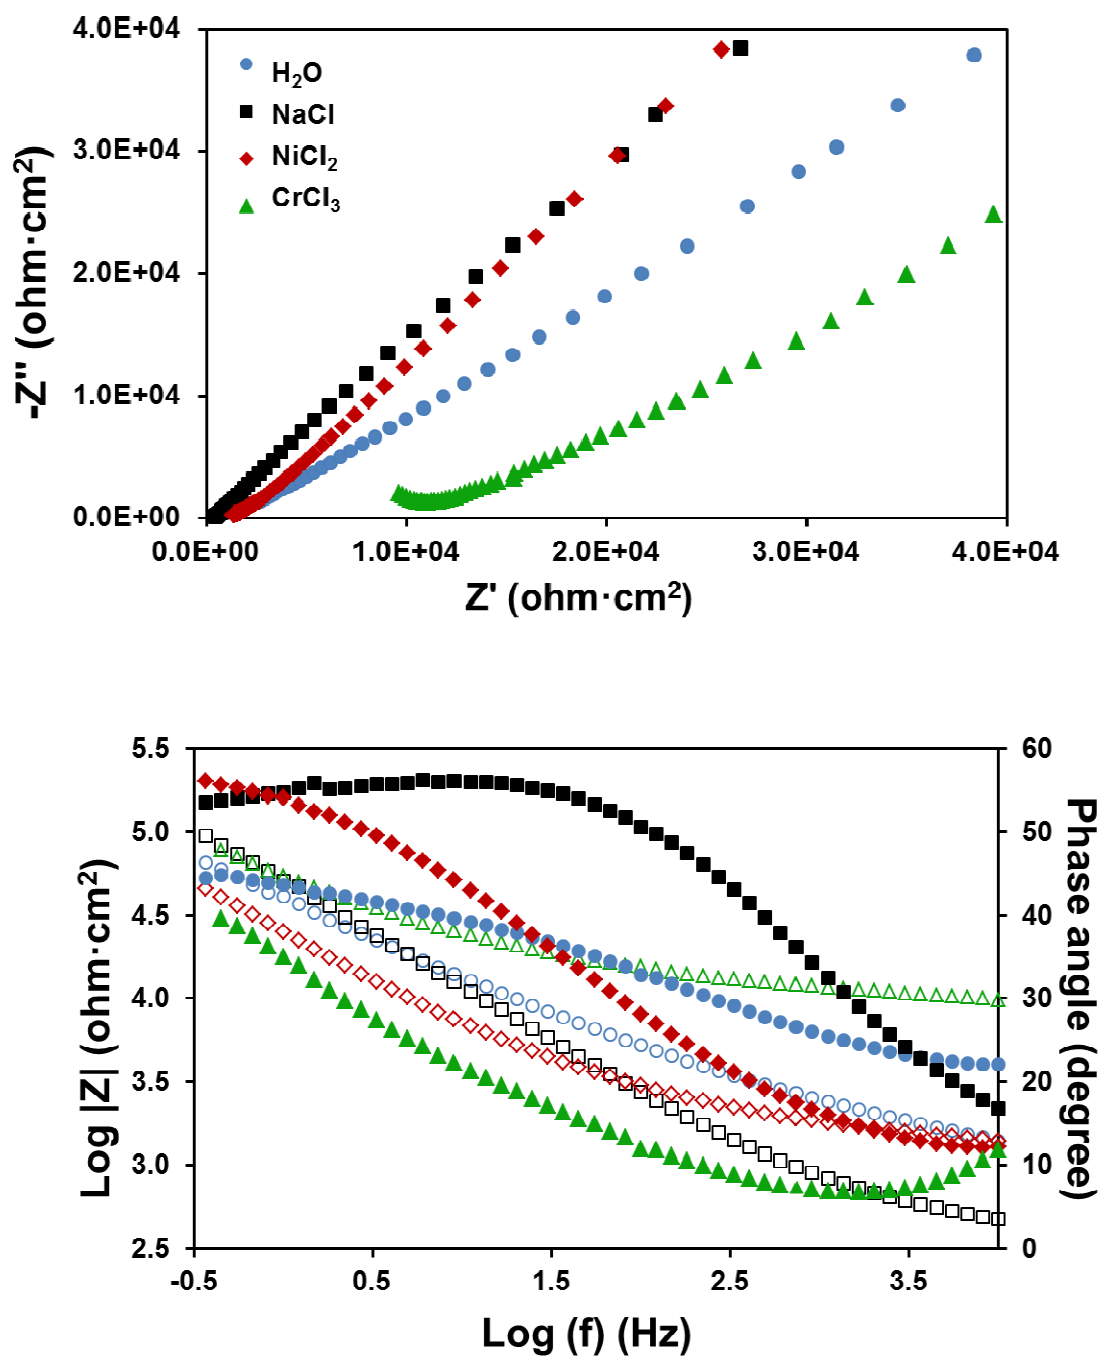 4.0E+04
3.0E+04
2.0E+04
1.0E+04
0.0E+00
-Z" (ohm·cm²)
H₂O
NaCl
NiCl₂
CrCl₃
0.0E+00 1.0E+04 2.0E+04 3.0E+04 4.0E+04
Z' (ohm·cm²)
5.5
5.0
4.5
4.0
3.5
3.0
2.5
Log |Z| (ohm·cm²)
60
50
40
30
20
10
0
Phase angle (degree)
-0.5 0.5 1.5 2.5 3.5
Log (f) (Hz)